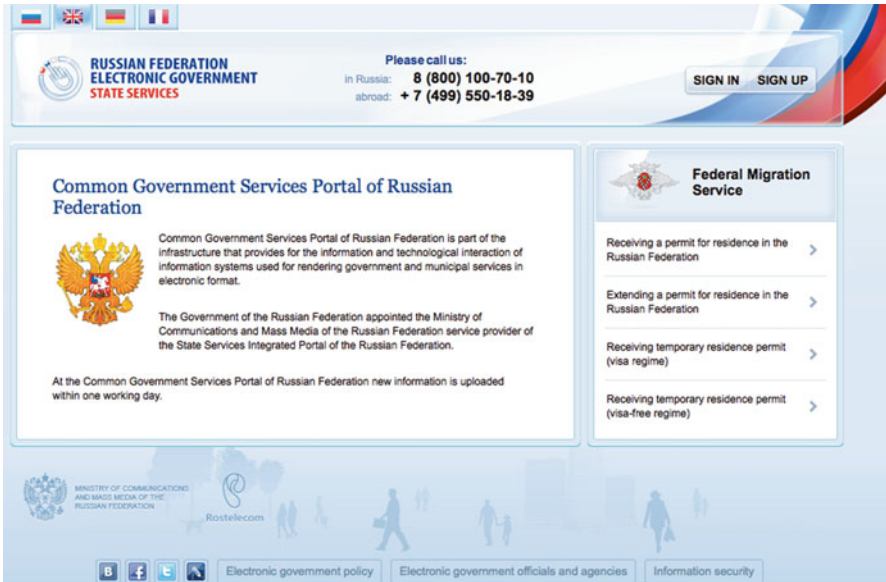 RUSSIAN FEDERATION
ELECTRONIC GOVERNMENT
STATE SERVICES
Please call us:
in Russia: 8 (800) 100-70-10
abroad: + 7 (499) 550-18-39
SIGN IN SIGN UP
Common Government Services Portal of Russian
Federation
Common Government Services Portal of Russian Federation is part of the
infrastructure that provides for the information and technological interaction of
information systems used for rendering government and municipal services in
electronic format.
The Government of the Russian Federation appointed the Ministry of
Communications and Mass Media of the Russian Federation service provider of
the State Services Integrated Portal of the Russian Federation.
At the Common Government Services Portal of Russian Federation new information is uploaded
within one working day.
Federal Migration
Service
Receiving a permit for residence in the
Russian Federation
Extending a permit for residence in the
Russian Federation
Receiving temporary residence permit
(visa regime)
Receiving temporary residence permit
(visa-free regime)
MINISTRY OF COMMUNICATIONS
AND MASS MEDIA OF THE
RUSSIAN FEDERATION
Rostelecom
Electronic government policy
Electronic government officials and agencies
Information security